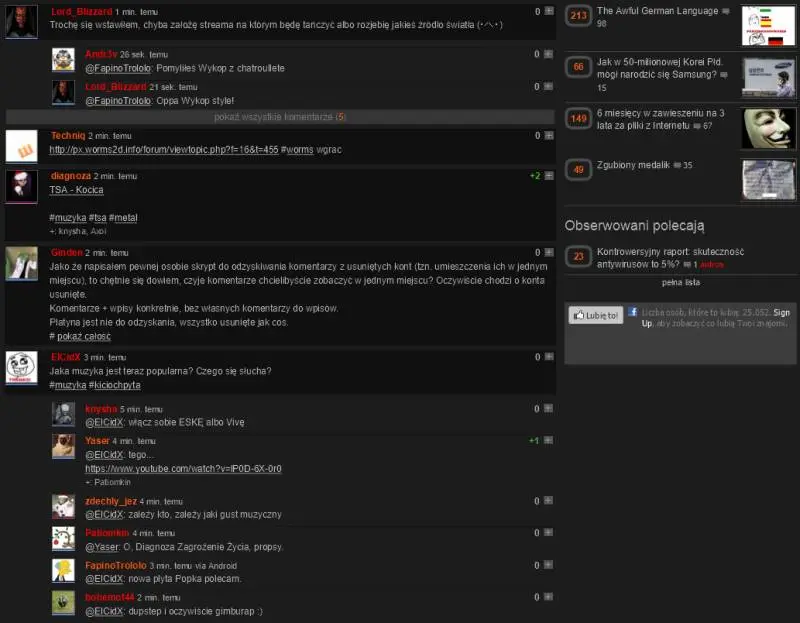 Lord_Blizzard 1 min. temu 0
Trochę się wstawiłem, chyba założę streama na którym będę tańczyć albo rozjebię jakieś źródło światła
Andr3v 26 sek. temu 0
@FapinoTrololo: Pomyliłeś Wykop z chatroullete
Lord_Blizzard 21 sek. temu 0
@FapinoTrololo: Oppa Wykop style!
pokaż wszystkie komentarze (5)
Techniq 2 min. temu 0
http://px.worms2d.info/forum/viewtopic.php?f=16&t=455 #worms wgrac
diagnoza 2 min. temu +2
TSA - Kocica
#muzyka #tsa #metal
+: knysha,
Ginden 2 min. temu 0
Jako że napisałem pewnej osobie skrypt do odzyskiwania komentarzy z usuniętych kont (tzn. umieszczenia ich w jednym
miejscu), to chętnie się dowiem, czyje komentarze chcielibyście zobaczyć w jednym miejscu? Oczywiście chodzi o konta
usunięte.
Komentarze + wpisy konkretnie, bez własnych komentarzy do wpisów.
Platyna jest nie do odzyskania, wszystko usunięte jak cos.
# pokaż całość
ElCidX 3 min. temu 0
Jaka muzyka jest teraz popularna? Czego się słucha?
#muzyka #kiciochpyta
knysha 5 min. temu 0
@ElCidX: włącz sobie ESKĘ albo Vivę
Yaser 4 min. temu +1
@ElCidX: tego...
https://www.youtube.com/watch?v=IP0D-6X-0r0
+: Patiomkin
zdechly_jez 4 min. temu 0
@ElCidX: zależy kto, zależy jaki gust muzyczny
Patiomkin 4 min. temu 0
@Yaser: O, Diagnoza Zagrożenie Życia, propsy.
FapinoTrololo 3 min. temu via Android 0
@ElCidX: nowa plyta Popka polecam.
bohemof44 2 min. temu 0
@ElCidX: dupstep i oczywiście gimburap :)
213 The Awful German Language
98
66 Jak w 50-milionowej Korei Płd.
mógł narodzić się Samsung?
15
149 6 miesięcy w zawieszeniu na 3
lata za pliki z Internetu 67
49 Zgubiony medalik 35
Obserwowani polecają
23 Kontrowersyjny raport: skuteczność
antywirusów to 5%? 1 autron
pełna lista
Lubię to! Liczba osób, które to lubią: 25.052. Sign
Up, aby zobaczyć co lubią Twoi znajomi.